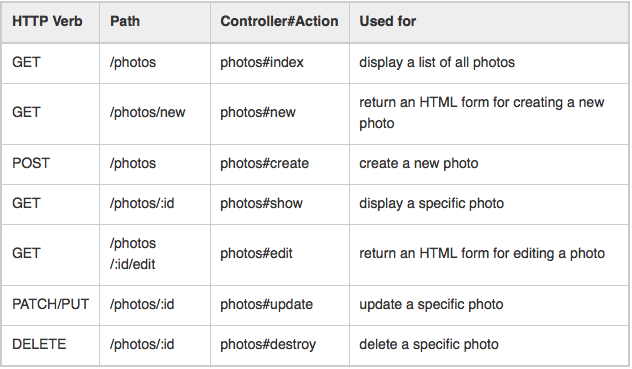 HTTP Verb Path Controller#Action Used for
GET /photos photos#index display a list of all photos
GET /photos/new photos#new return an HTML form for creating a new
photo
POST /photos photos#create create a new photo
GET /photos/:id photos#show display a specific photo
GET /photos
/:id/edit photos#edit return an HTML form for editing a photo
PATCH/PUT /photos/:id photos#update update a specific photo
DELETE /photos/:id photos#destroy delete a specific photo